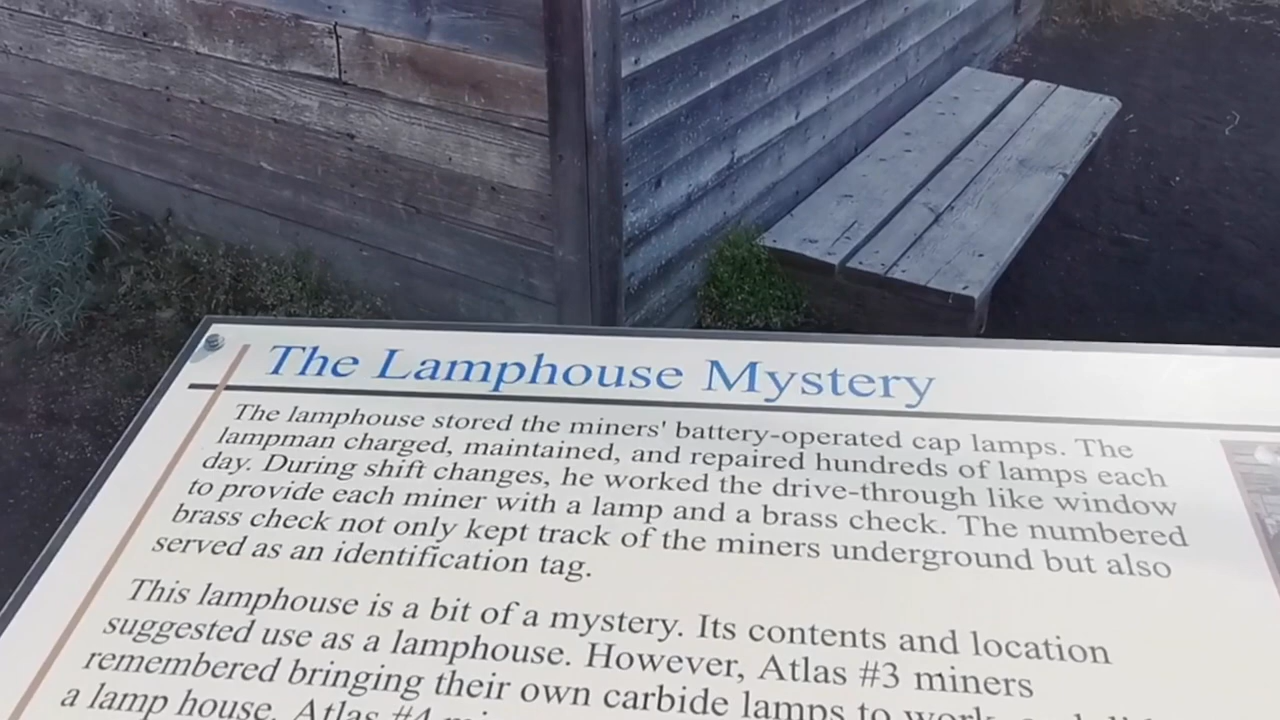 The Lamphouse Mystery
The lamphouse stored the miners' battery-operated cap lamps. The
lampman charged, maintained, and repaired hundreds of lamps each
day. During shift changes, he worked the drive-through like window
to provide each miner with a lamp and a brass check. The numbered
brass check not only kept track of the miners underground but also
served as an identification tag.
This lamphouse is a bit of a mystery. Its contents and location
suggested use as a lamphouse. However, Atlas #3 miners
remembered bringing their own carbide lamps to work
a lamp house. Atlas #4